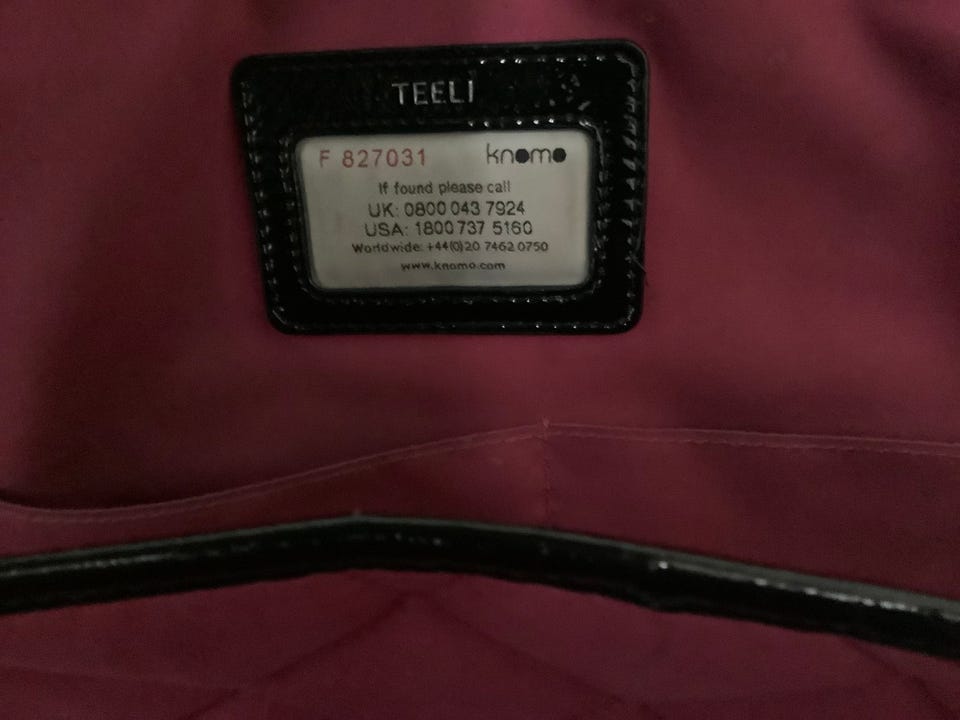 TEELI
F 827031 knomo
If found please call
UK: 0800 043 7924
USA: 1800 737 5160
Worldwide: +44(0)20 7462 0750
www.knomo.com